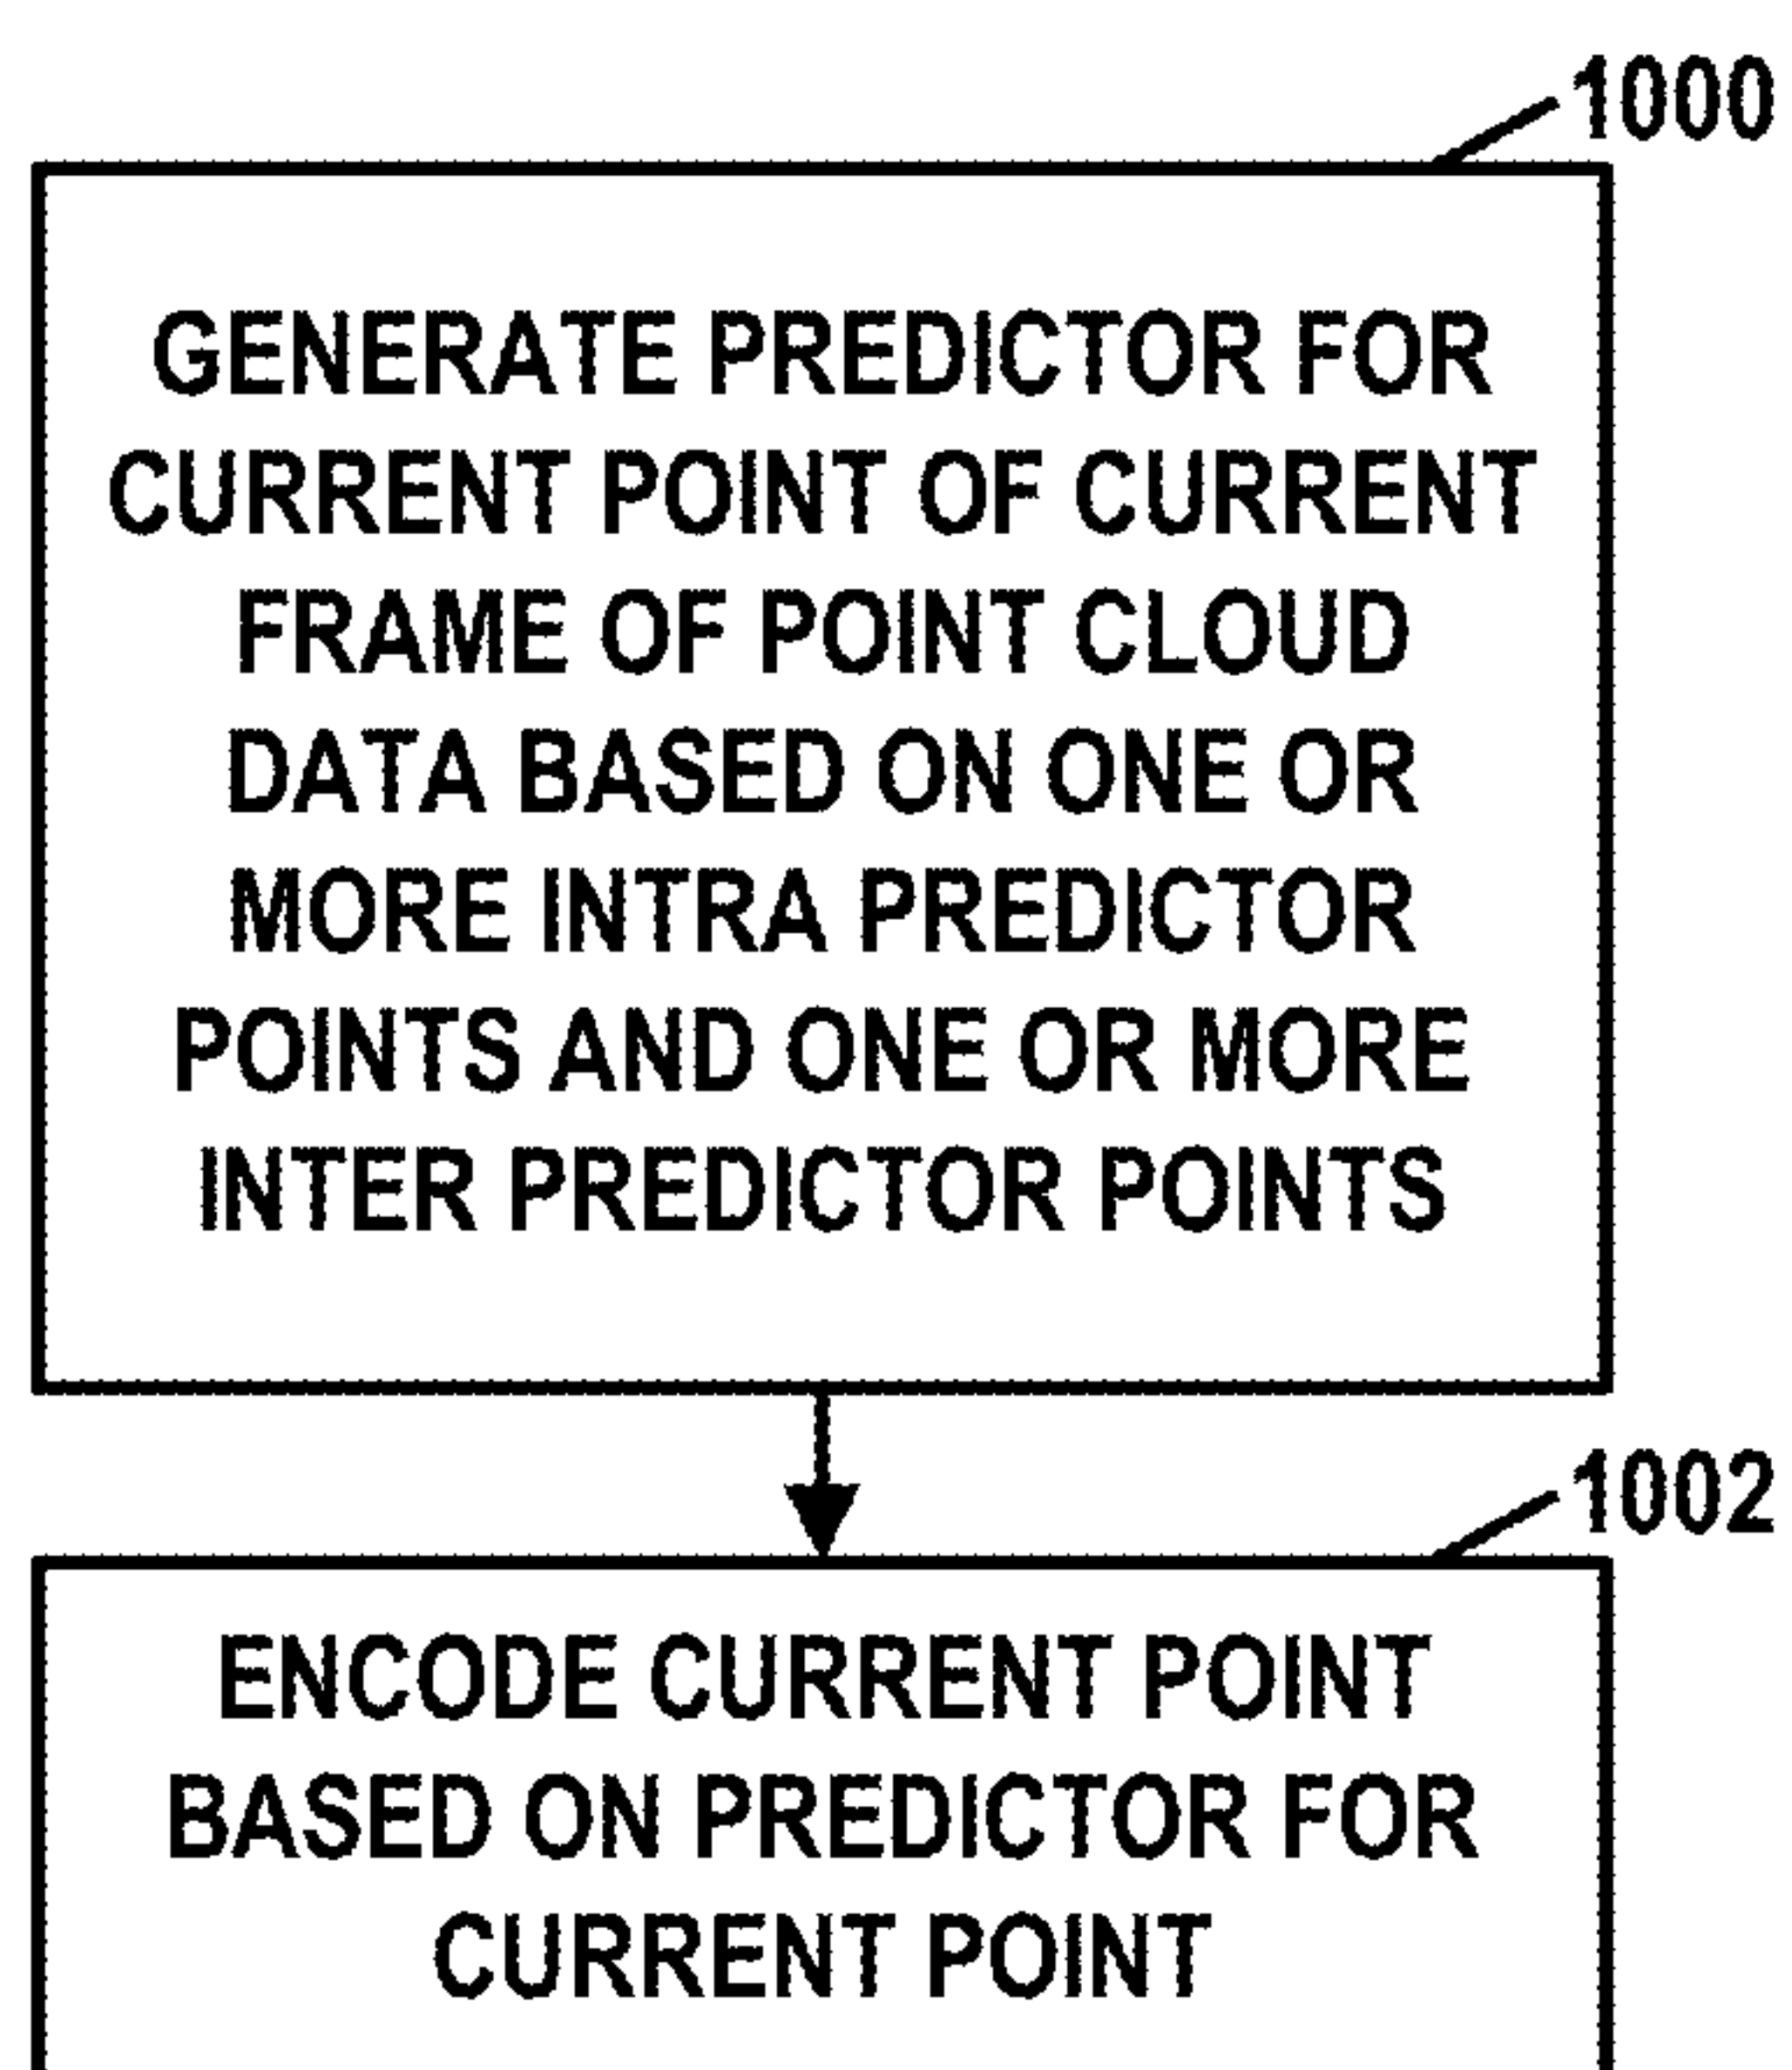 1000
GENERATE PREDICTOR FOR
CURRENT POINT OF CURRENT
FRAME OF POINT CLOUD
DATA BASED ON ONE OR
MORE INTRA PREDICTOR
POINTS AND ONE OR MORE
INTER PREDICTOR POINTS
1002
ENCODE CURRENT POINT
BASED ON PREDICTOR FOR
CURRENT POINT